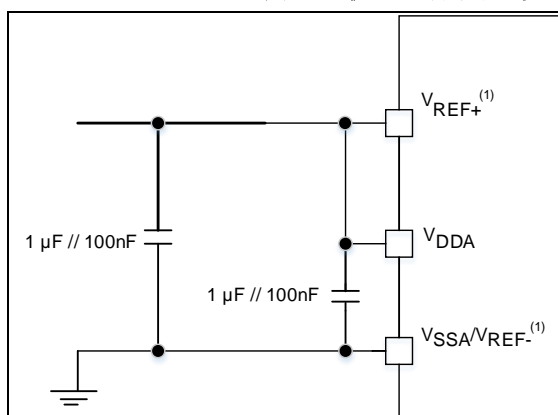 VREF+(1)
1 µF // 100nF
VDDA
1 µF // 100nF
VSSA/VREF-(1)